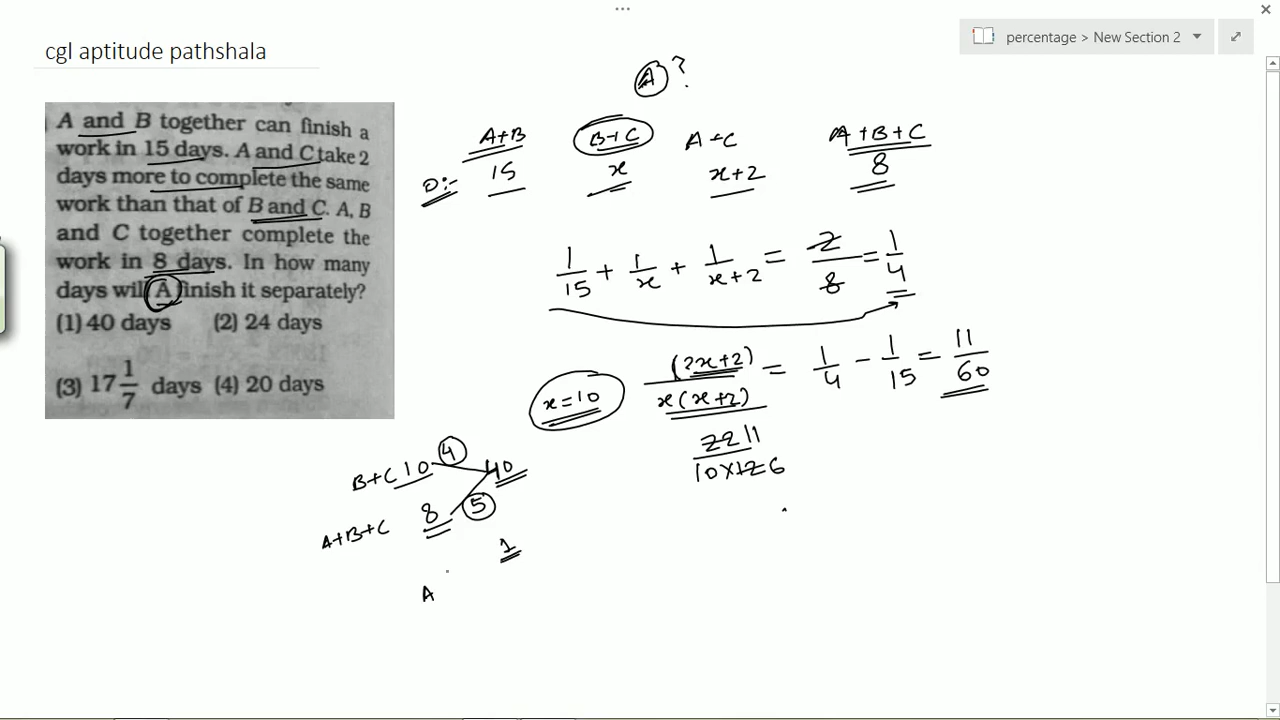 ...
cgl aptitude pathshala
percentage > New Section 2
A and B together can finish a
work in 15 days. A and C take 2
days more to complete the same
work than that of B and C. A, B
and C together complete the
work in 8 days. In how many
days will A finish it separately?
(1) 40 days (2) 24 days
(3) 17 1/7 days (4) 20 days
A ?
A+B B+C A+C A+B+C
D:- 15 x x+2 8
1/15 + 1/x + 1/x+2 = 2/8 = 1/4
x=10 (2x+2)/x(x+2) = 1/4 - 1/15 = 11/60
22 11
10×12 6
B+C 10 4 40
A+B+C 8 5
1
A